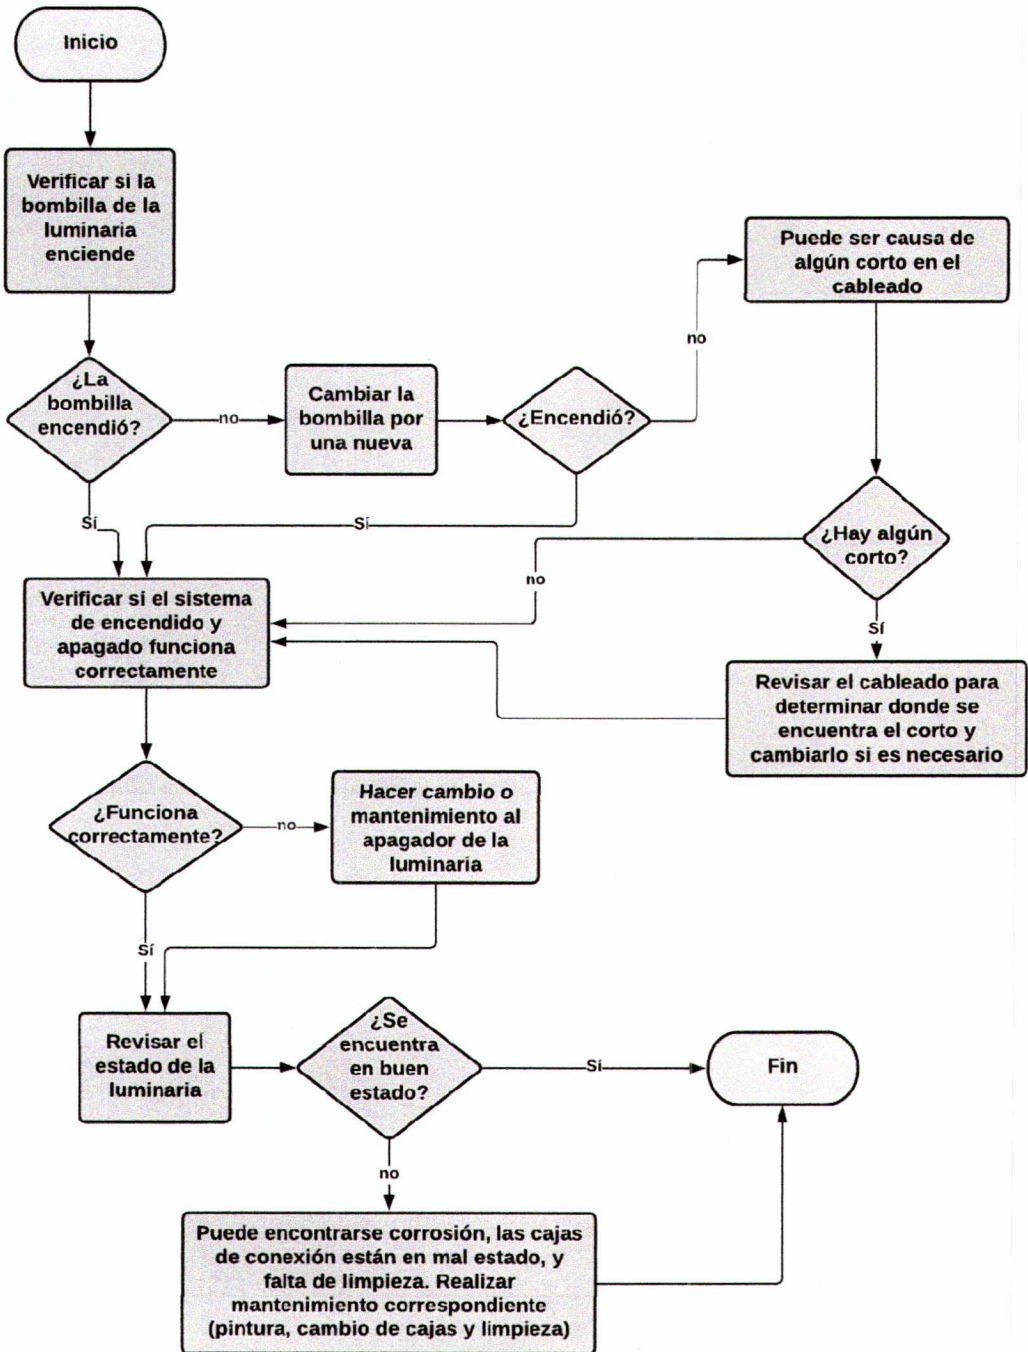 Inicio
Verificar si la
bombilla de la
luminaria
enciende
¿La
bombilla
encendió?
no
Cambiar la
bombilla por
una nueva
¿Encendió?
no
Puede ser causa de
algún corto en el
cableado
Sí
Sí
¿Hay algún
corto?
no
Sí
Verificar si el sistema
de encendido y
apagado funciona
correctamente
Revisar el cableado para
determinar donde se
encuentra el corto y
cambiarlo si es necesario
¿Funciona
correctamente?
no
Hacer cambio o
mantenimiento al
apagador de la
luminaria
Sí
Revisar el
estado de la
luminaria
¿Se
encuentra
en buen
estado?
Sí
Fin
no
Puede encontrarse corrosión, las cajas
de conexión están en mal estado, y
falta de limpieza. Realizar
mantenimiento correspondiente
(pintura, cambio de cajas y limpieza)